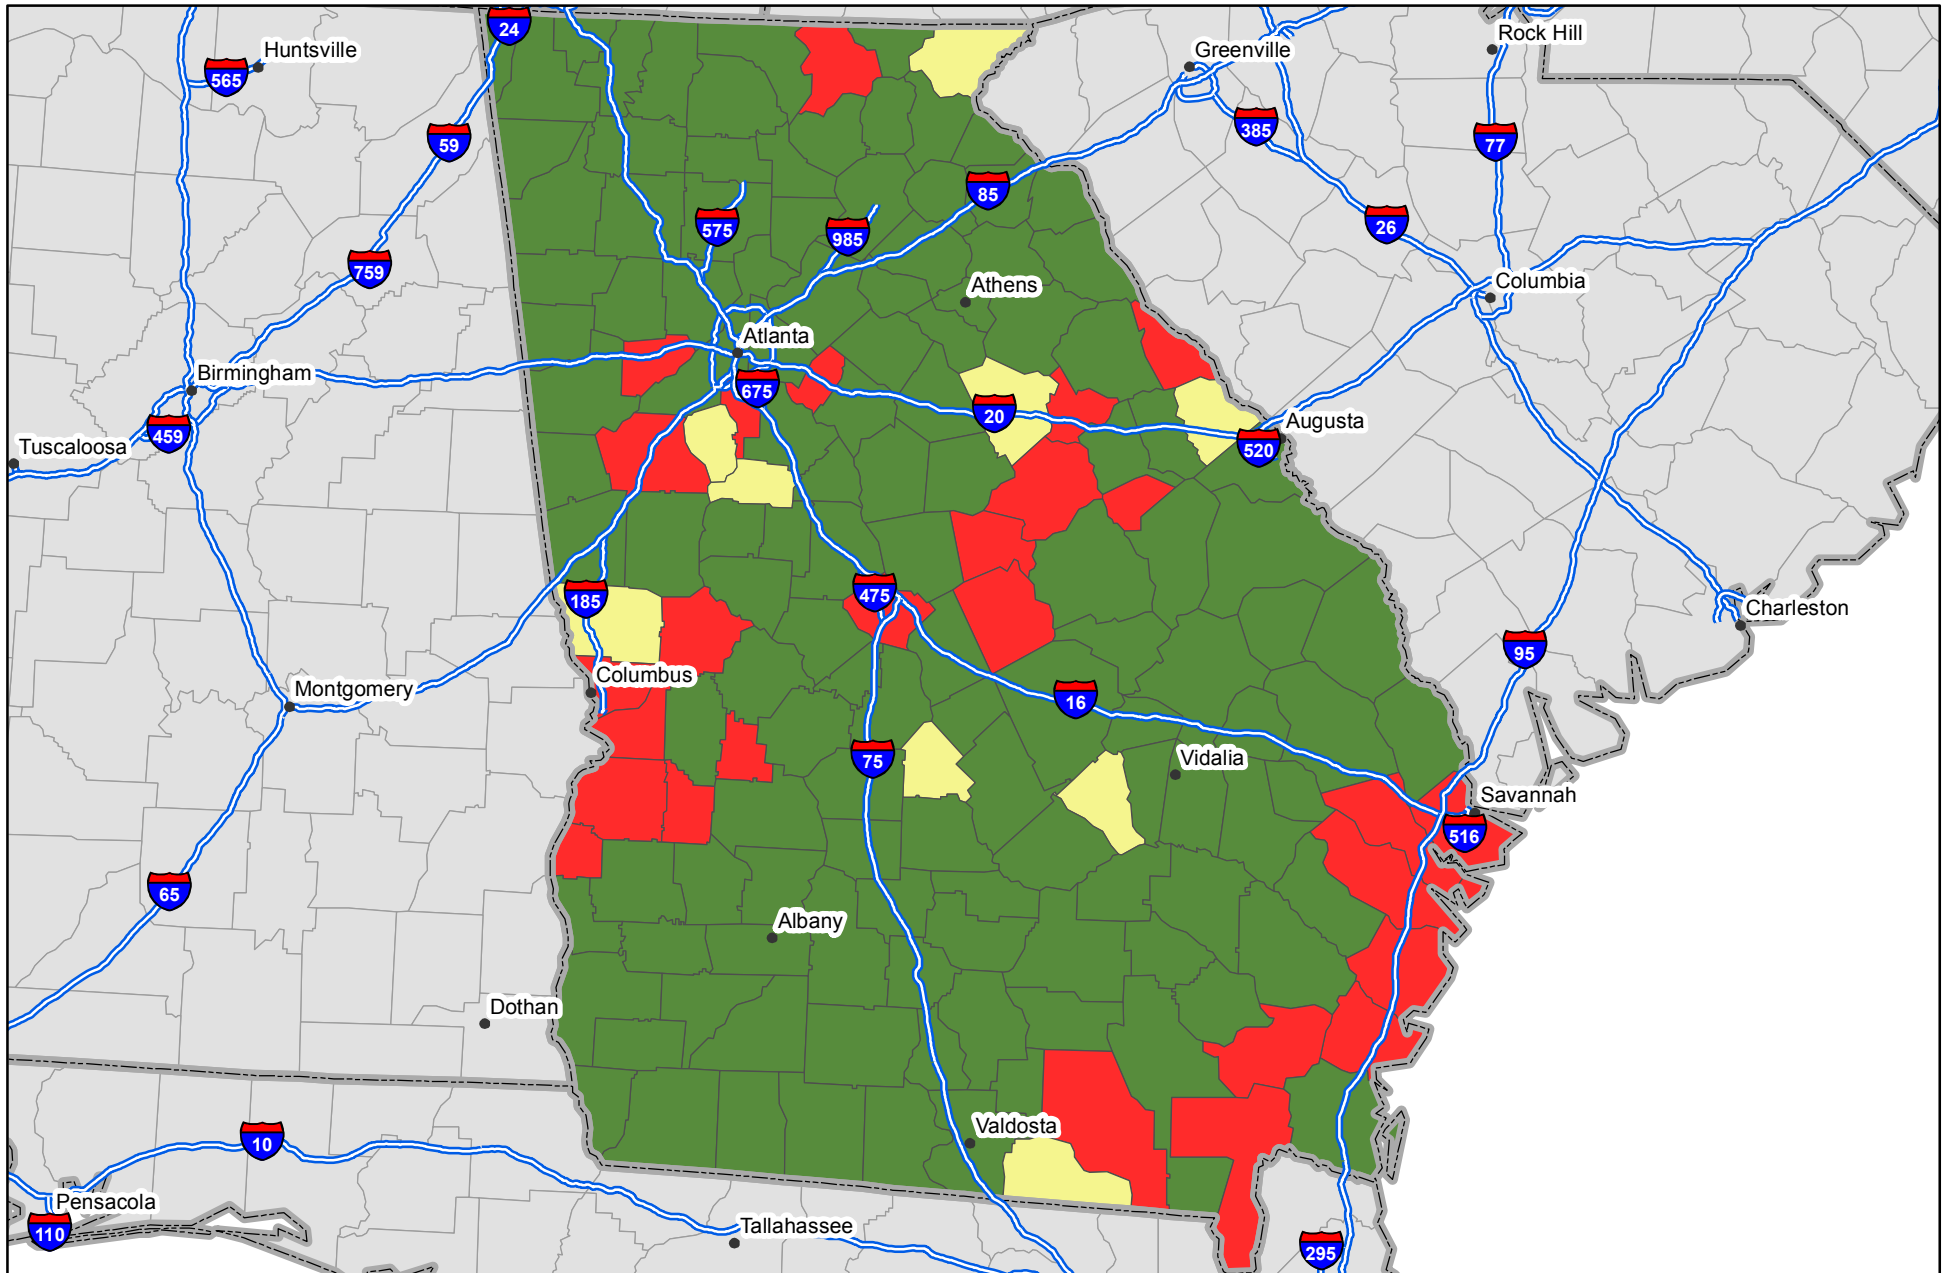 24
Huntsville
565
59
Greenville
Rock Hill
385
77
85
26
575
985
759
Athens
Columbia
Atlanta
Birmingham
675
20
Augusta
459
Tuscaloosa
520
185
475
Charleston
95
Columbus
Montgomery
16
75
Vidalia
Savannah
516
65
Albany
Dothan
Valdosta
10
Pensacola
110
Tallahassee
295